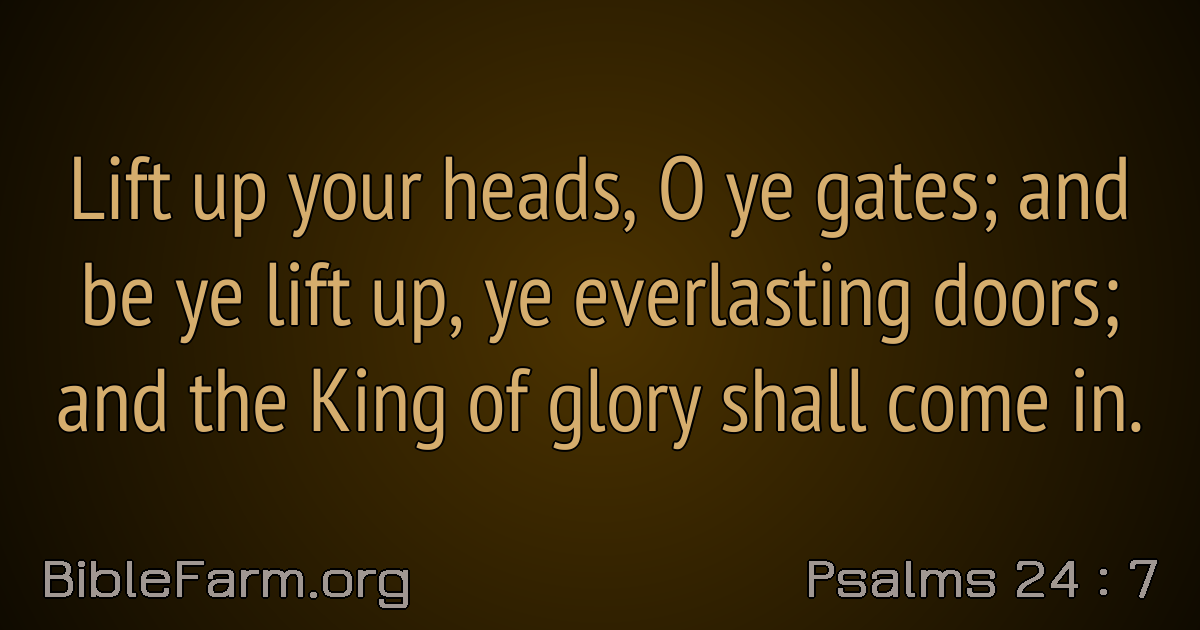 Lift up your heads, O ye gates; and
be ye lift up, ye everlasting doors;
and the King of glory shall come in.
BibleFarm.org
Psalms 24 : 7